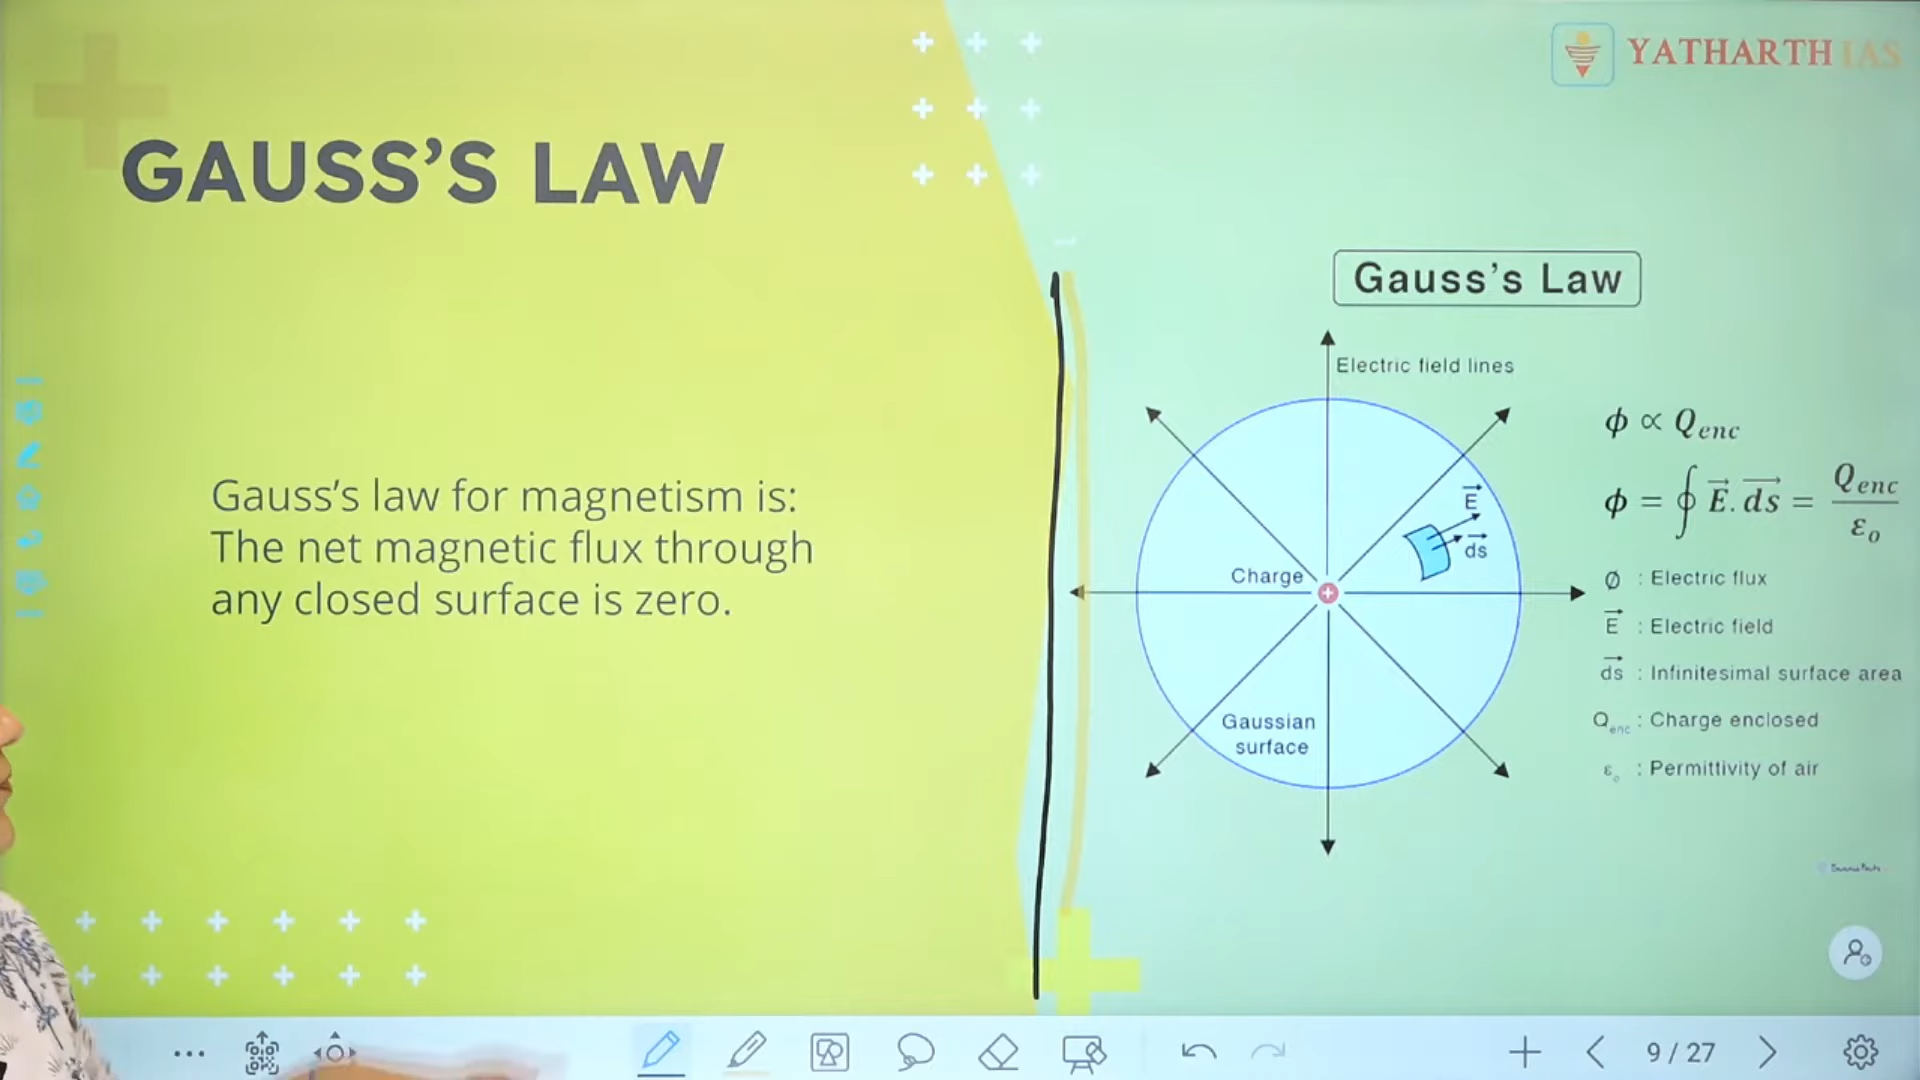 YATHARTH IAS
GAUSS’S LAW
Gauss’s law for magnetism is:
The net magnetic flux through
any closed surface is zero.
Gauss’s Law
Electric field lines
E
ds
Charge
Gaussian
surface
ϕ ∝ Qenc
ϕ = ∮ E⃗ . ds⃗ = Qenc / εo
Ø : Electric flux
E⃗ : Electric field
ds⃗ : Infinitesimal surface area
Qenc : Charge enclosed
εo : Permittivity of air
9 / 27